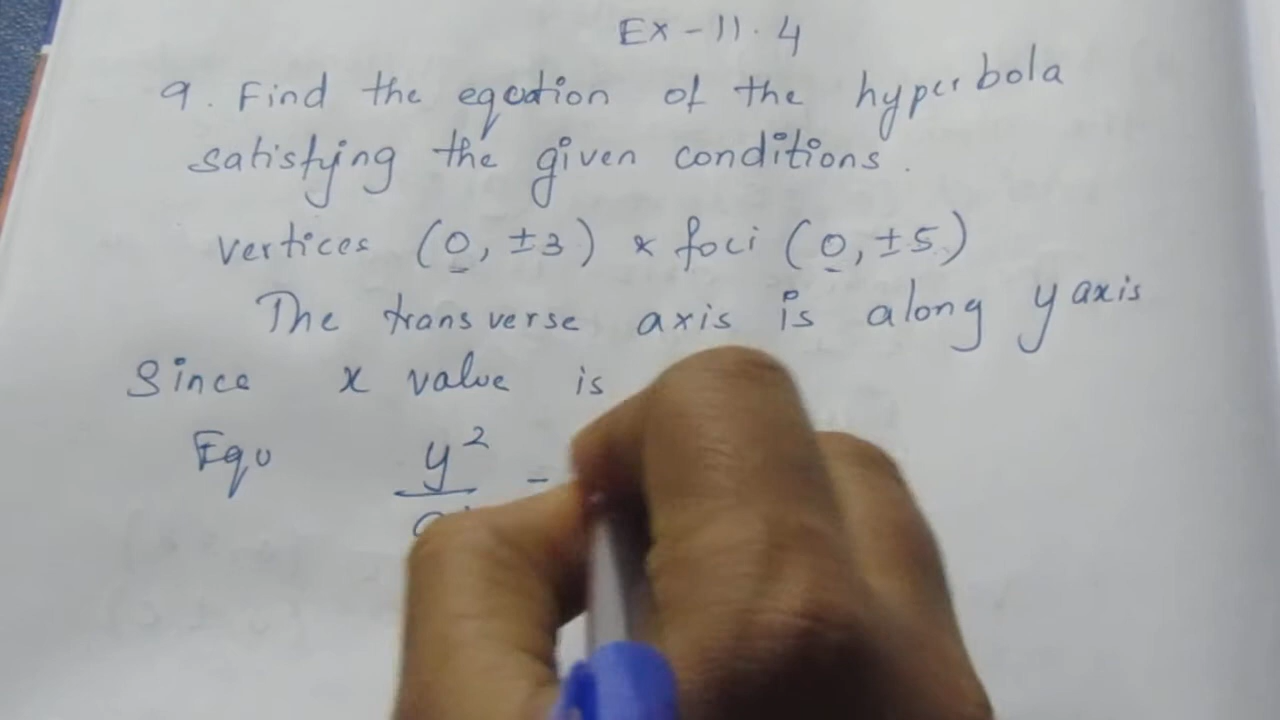 Ex - 11.4
9. Find the equation of the hyperbola
satisfying the given conditions.
vertices (0, ±3) & foci (0, ±5)
The transverse axis is along y axis
Since x value is
Equ y² -